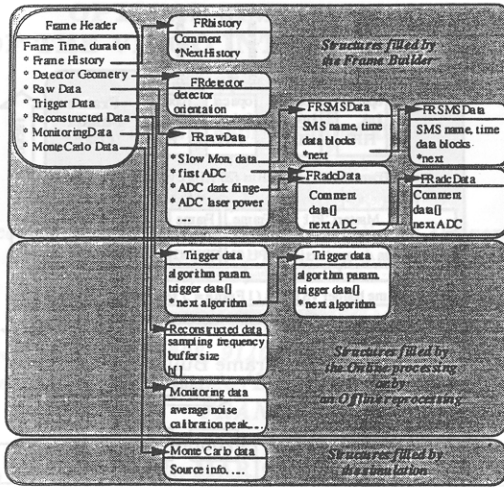 Frame Header
Frame Time, duration
° Frame History
° Detector Geometry
° Raw Data
° Trigger Data
° Reconstructed Data
° MonitoringData
° MonteCarlo Data
FRhistory
Comment
*NextHistory
Structures filled by
the Frame Builder
FRdetector
detector
orientation
FRrawData
* Slow Mon. data
* first ADC
* ADC dark fringe
* ADC laser power
....
FRSMSData
SMS name, time
data blocks
*next
FRSMSData
SMS name, time
data blocks
*next
FRadcData
Comment
data[]
next ADC
FRadcData
Comment
data[]
next ADC
Trigger data
algorithm param.
trigger data[]
* next algorithm
Trigger data
algorithm param.
trigger data[]
* next algorithm
Reconstructed data
sampling frequency
buffer size
h[]
Monitoring data
average noise
calibration peak....
Structures filled by
the Online processing
or by
an Offline reprocessing
Monte Carlo data
Source info. ...
Structures filled by
the simulation